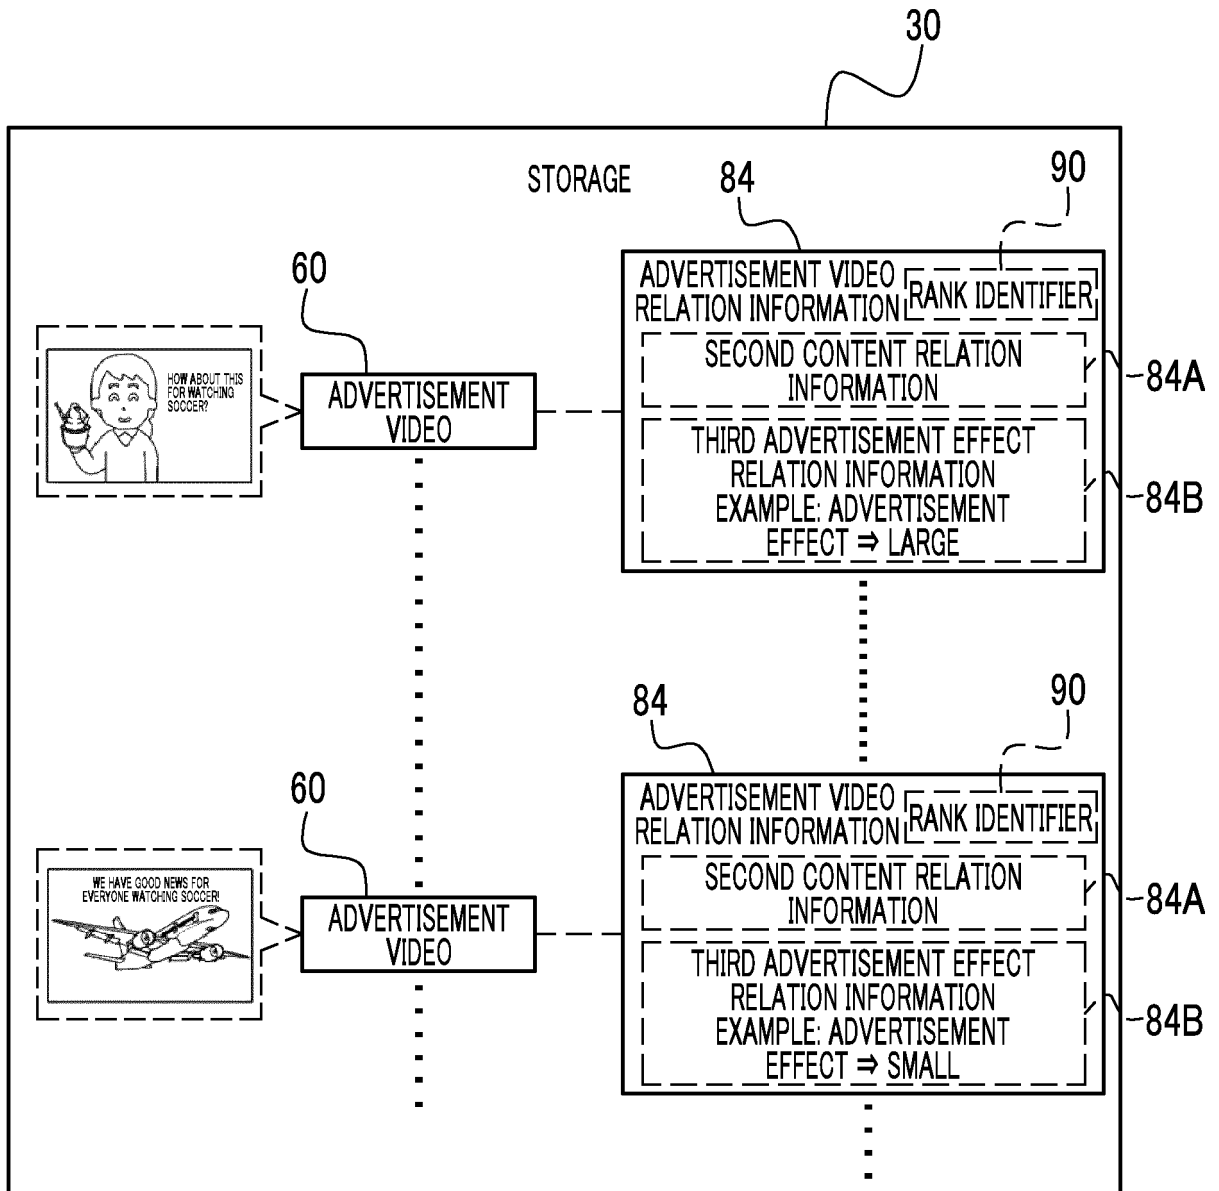 30
STORAGE
84
90
60
ADVERTISEMENT VIDEO
RELATION INFORMATION
RANK IDENTIFIER
HOW ABOUT THIS
FOR WATCHING
SOCCER?
ADVERTISEMENT
VIDEO
SECOND CONTENT RELATION
INFORMATION
84A
THIRD ADVERTISEMENT EFFECT
RELATION INFORMATION
EXAMPLE: ADVERTISEMENT
EFFECT ⇒ LARGE
84B
84
90
60
ADVERTISEMENT VIDEO
RELATION INFORMATION
RANK IDENTIFIER
WE HAVE GOOD NEWS FOR
EVERYONE WATCHING SOCCER!
ADVERTISEMENT
VIDEO
SECOND CONTENT RELATION
INFORMATION
84A
THIRD ADVERTISEMENT EFFECT
RELATION INFORMATION
EXAMPLE: ADVERTISEMENT
EFFECT ⇒ SMALL
84B